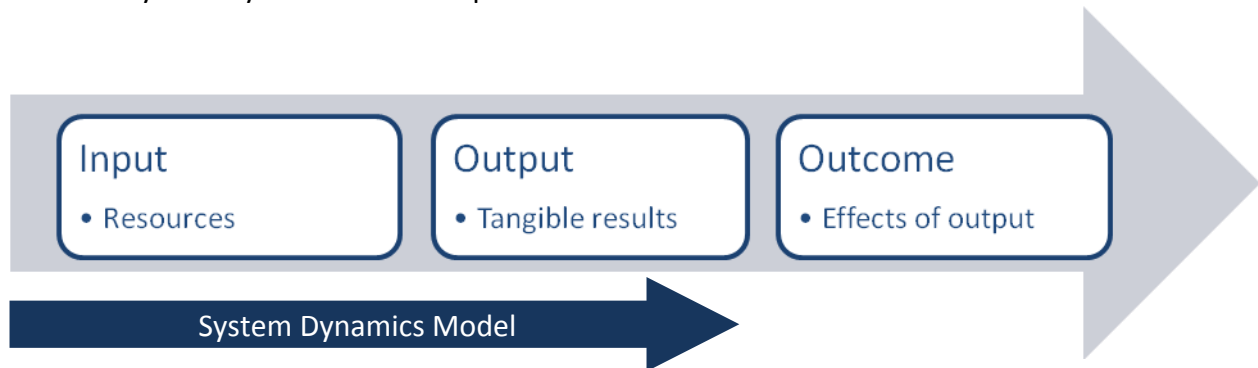 Input
• Resources
Output
• Tangible results
Outcome
• Effects of output
System Dynamics Model